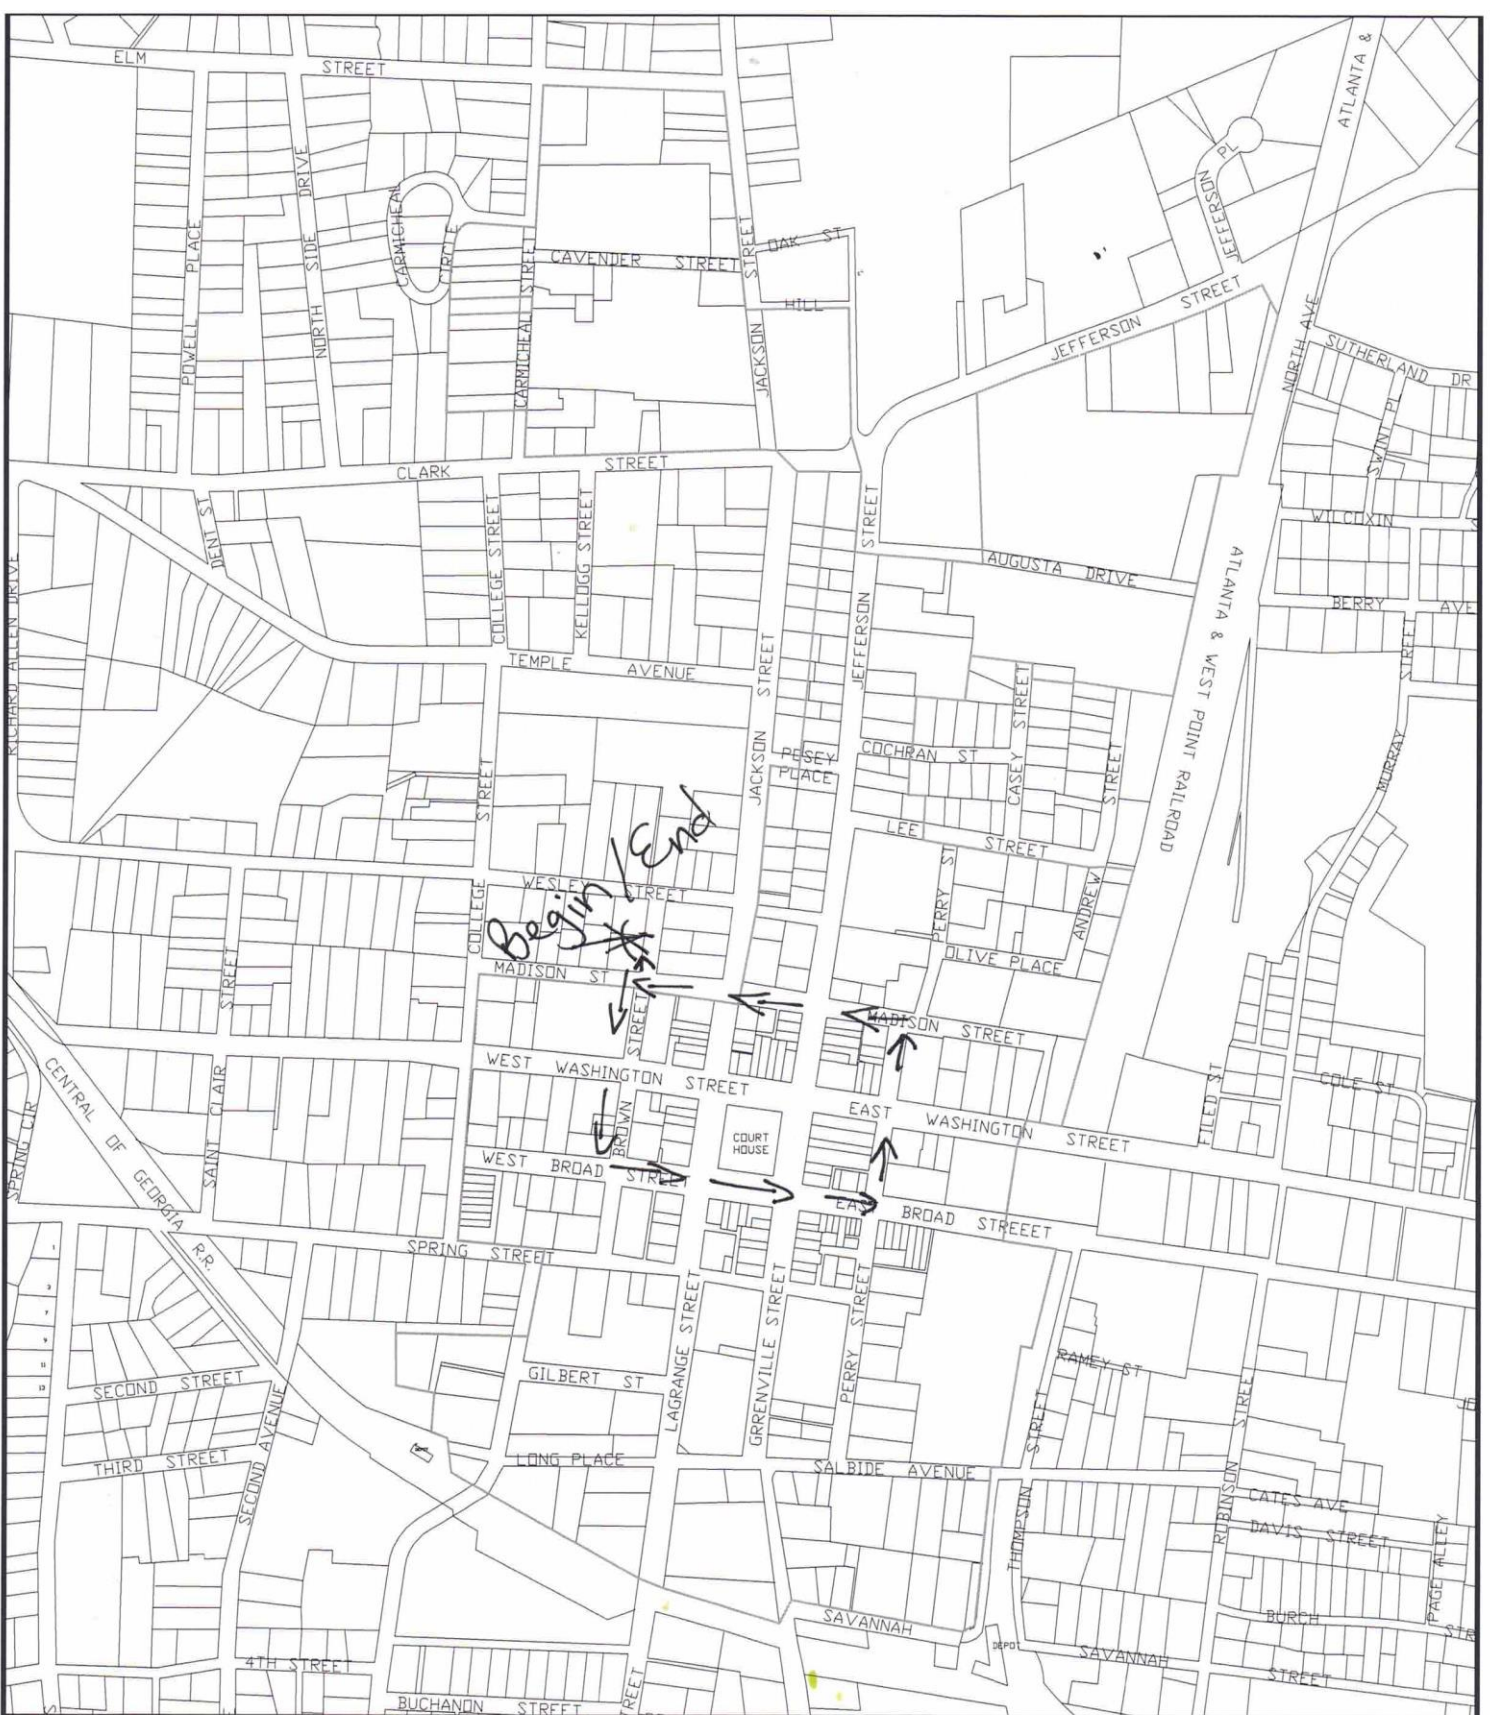 ELM STREET
ATLANTA &
POWELL PLACE
NORTH SIDE DRIVE
CARMICHEAL CIRCLE
CARMICHEAL STREE
CAVENDER STREET
JACKSON STREET
OAK ST
HILL
JEFFERSON PL
JEFFERSON STREET
NORTH AVE
SUTHERLAND DR
SWINT PL
CLARK STREET
DENT ST
COLLEGE STREET
KELLOGG STREET
JEFFERSON STREET
WILCOXIN
AUGUSTA DRIVE
ATLANTA & WEST POINT RAILROAD
BERRY AVE
RICHARD ALLEN DRIVE
TEMPLE AVENUE
JACKSON STREET
CASEY STREET
MURRAY STREET
PESEY PLACE
COCHRAN ST
LEE STREET
Begin/End
WESLEY STREET
COLLEGE STREET
PERRY ST
ANDREW STREET
OLIVE PLACE
MADISON ST
MADISON STREET
STREET
WEST WASHINGTON STREET
BROWN STREET
COURT HOUSE
EAST WASHINGTON STREET
FILED ST
COLE ST
SPRING CIR
CENTRAL OF GEORGIA R.R.
SAINT CLAIR
WEST BROAD STREET
EAST BROAD STREEET
SPRING STREET
LAGRANGE STREET
GRREENVILLE STREET
PERRY STREET
RAMEY ST
SECOND STREET
GILBERT ST
SECOND AVENUE
THIRD STREET
LONG PLACE
SALBIDE AVENUE
THOMPSON STREET
ROBINSON STREE
CATES AVE
DAVIS STREET
PAGE ALLEY
BURCH STR
SAVANNAH
DEPOT
SAVANNAH STREET
4TH STREET
BUCHANON STREET